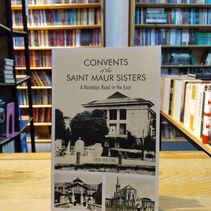 CONVENTS
of the
SAINT MAUR SISTERS
A Nostalgic Road in the East